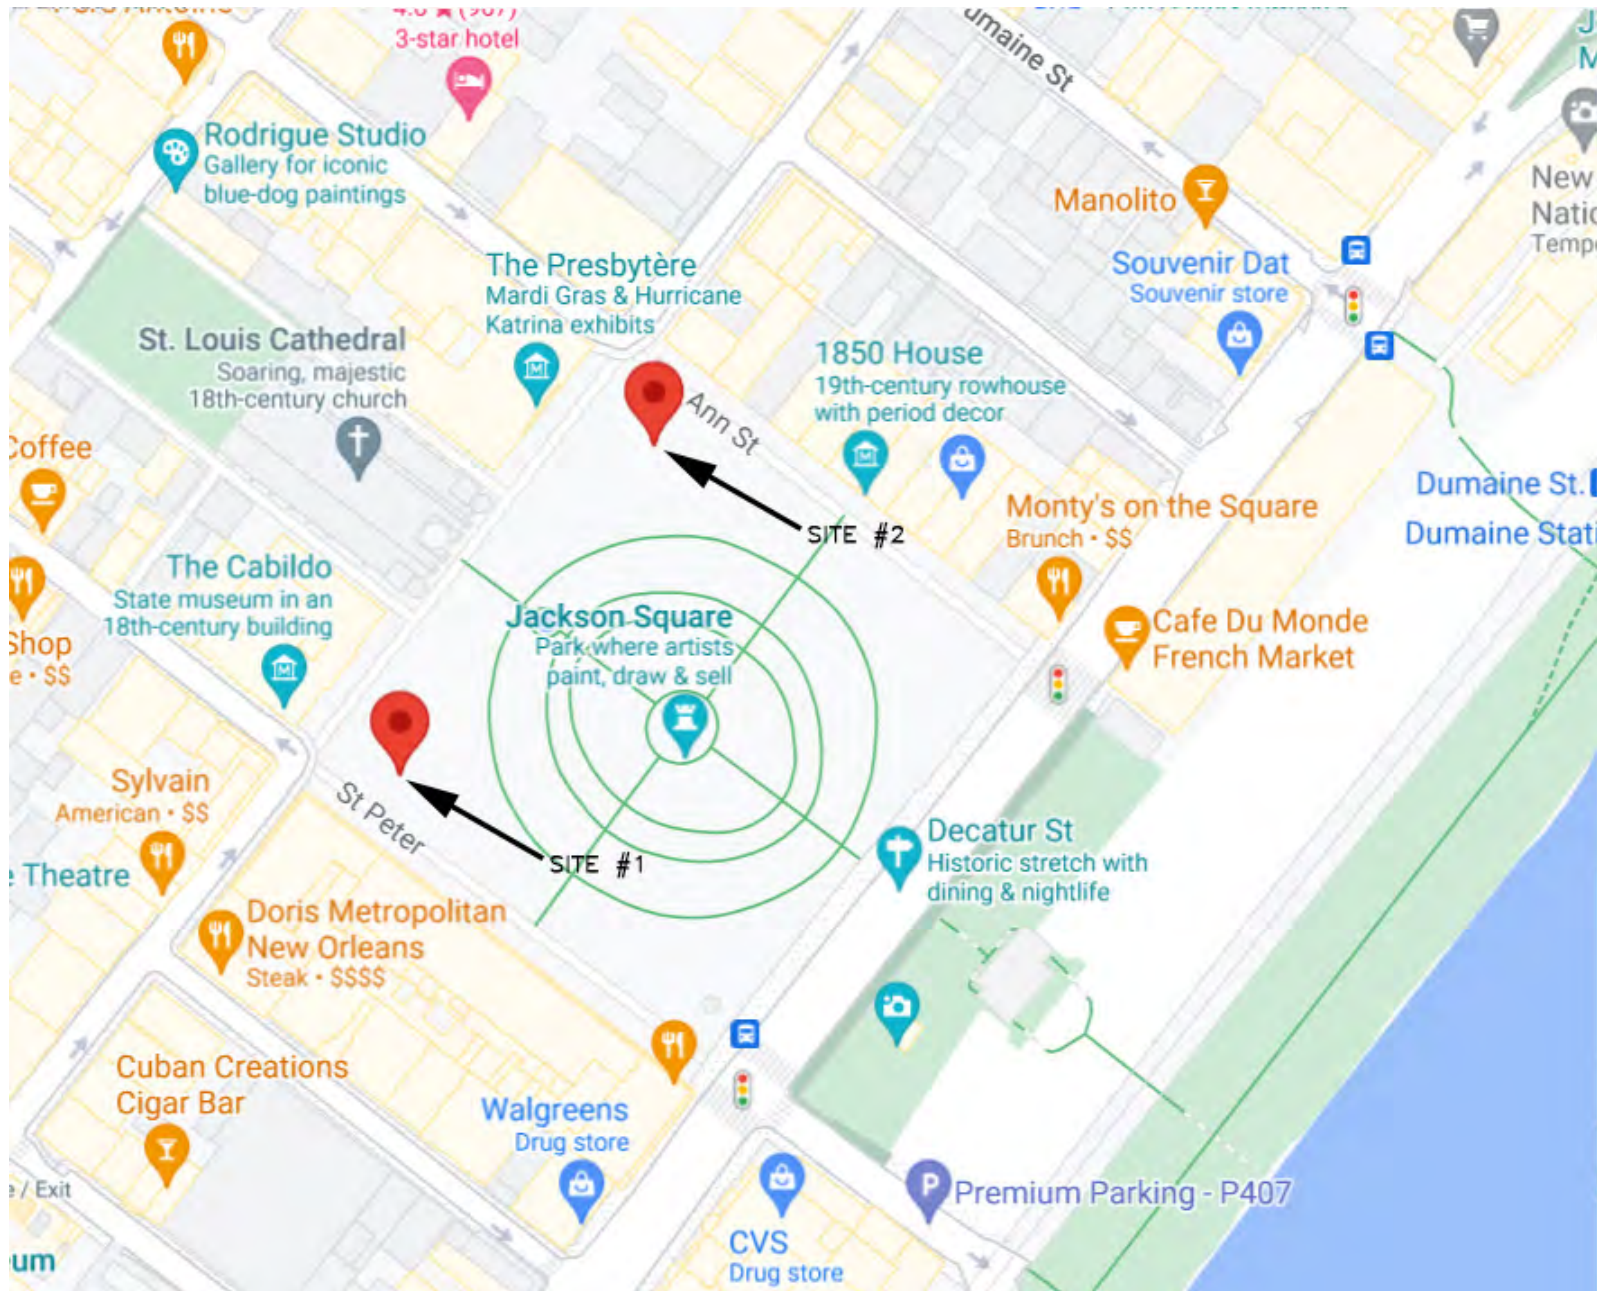 3-star hotel
umaine St
Rodrigue Studio
Gallery for iconic
blue-dog paintings
Manolito
New
Souvenir Dat
Souvenir store
The Presbytère
Mardi Gras & Hurricane
Katrina exhibits
St. Louis Cathedral
Soaring, majestic
18th-century church
1850 House
19th-century rowhouse
with period decor
Ann St
Coffee
Dumaine St.
Dumaine Stati
Monty's on the Square
Brunch • $$
SITE #2
The Cabildo
State museum in an
18th-century building
Jackson Square
Park where artists
paint, draw & sell
Cafe Du Monde
French Market
Shop
e • $$
Sylvain
American • $$
St Peter
Decatur St
Historic stretch with
dining & nightlife
SITE #1
e Theatre
Doris Metropolitan
New Orleans
Steak • $$$$
Cuban Creations
Cigar Bar
Walgreens
Drug store
/ Exit
P
Premium Parking - P407
CVS
Drug store
um